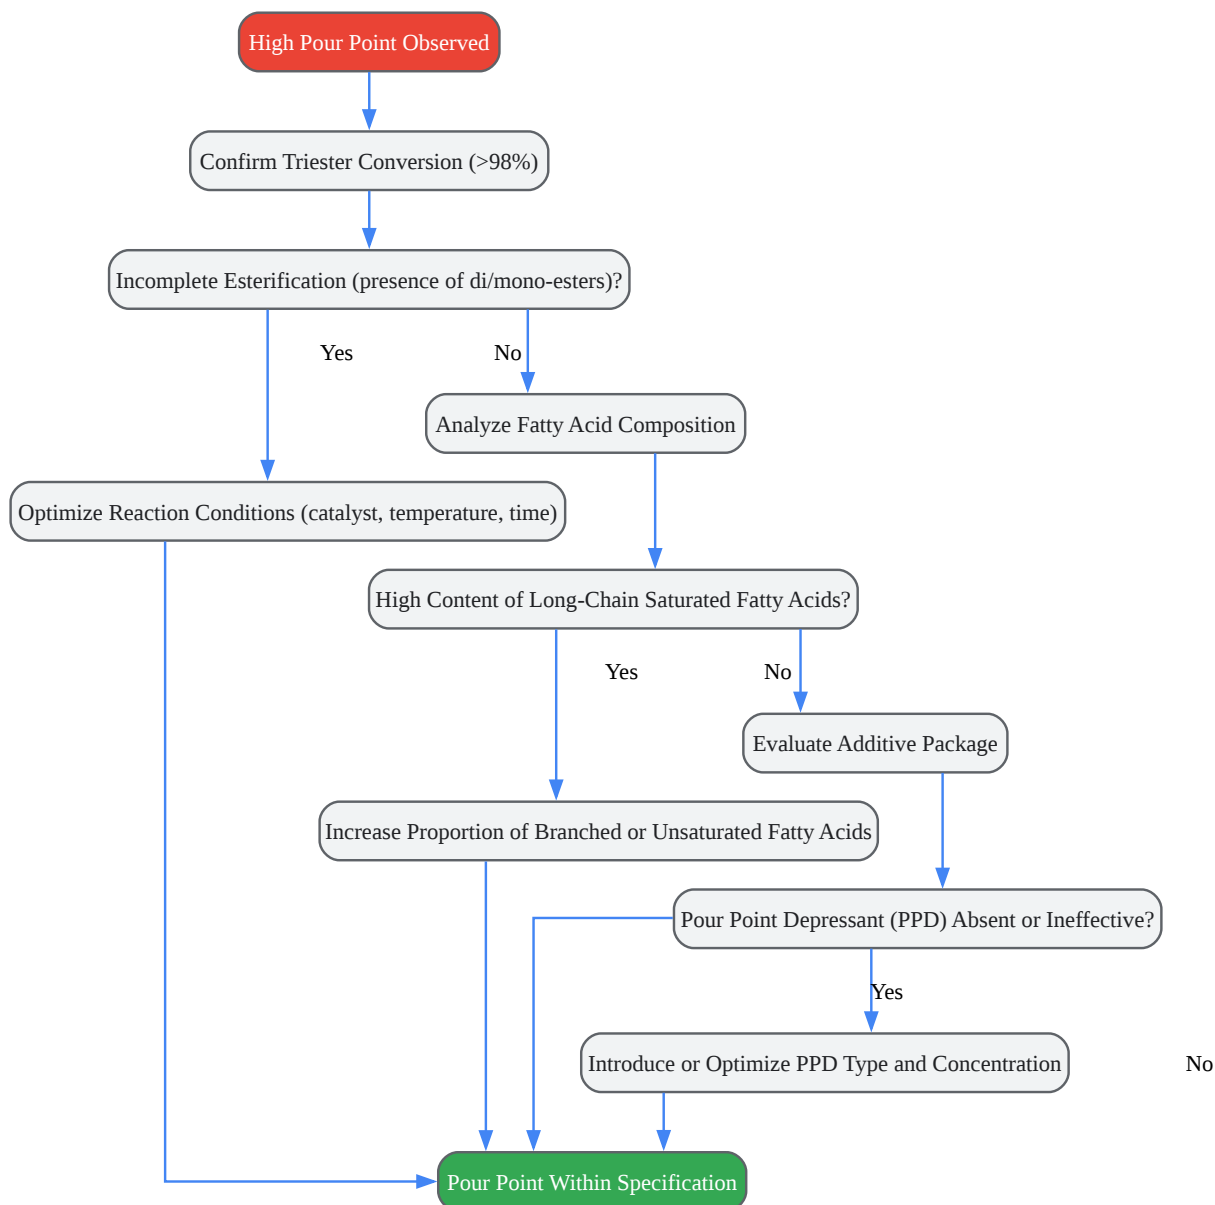 High Pour Point Observed
Confirm Triester Conversion (>98%)
Incomplete Esterification (presence of di/mono-esters)?
Yes
No
Analyze Fatty Acid Composition
Optimize Reaction Conditions (catalyst, temperature, time)
High Content of Long-Chain Saturated Fatty Acids?
Yes
No
Evaluate Additive Package
Increase Proportion of Branched or Unsaturated Fatty Acids
Pour Point Depressant (PPD) Absent or Ineffective?
Yes
Introduce or Optimize PPD Type and Concentration
No
Pour Point Within Specification